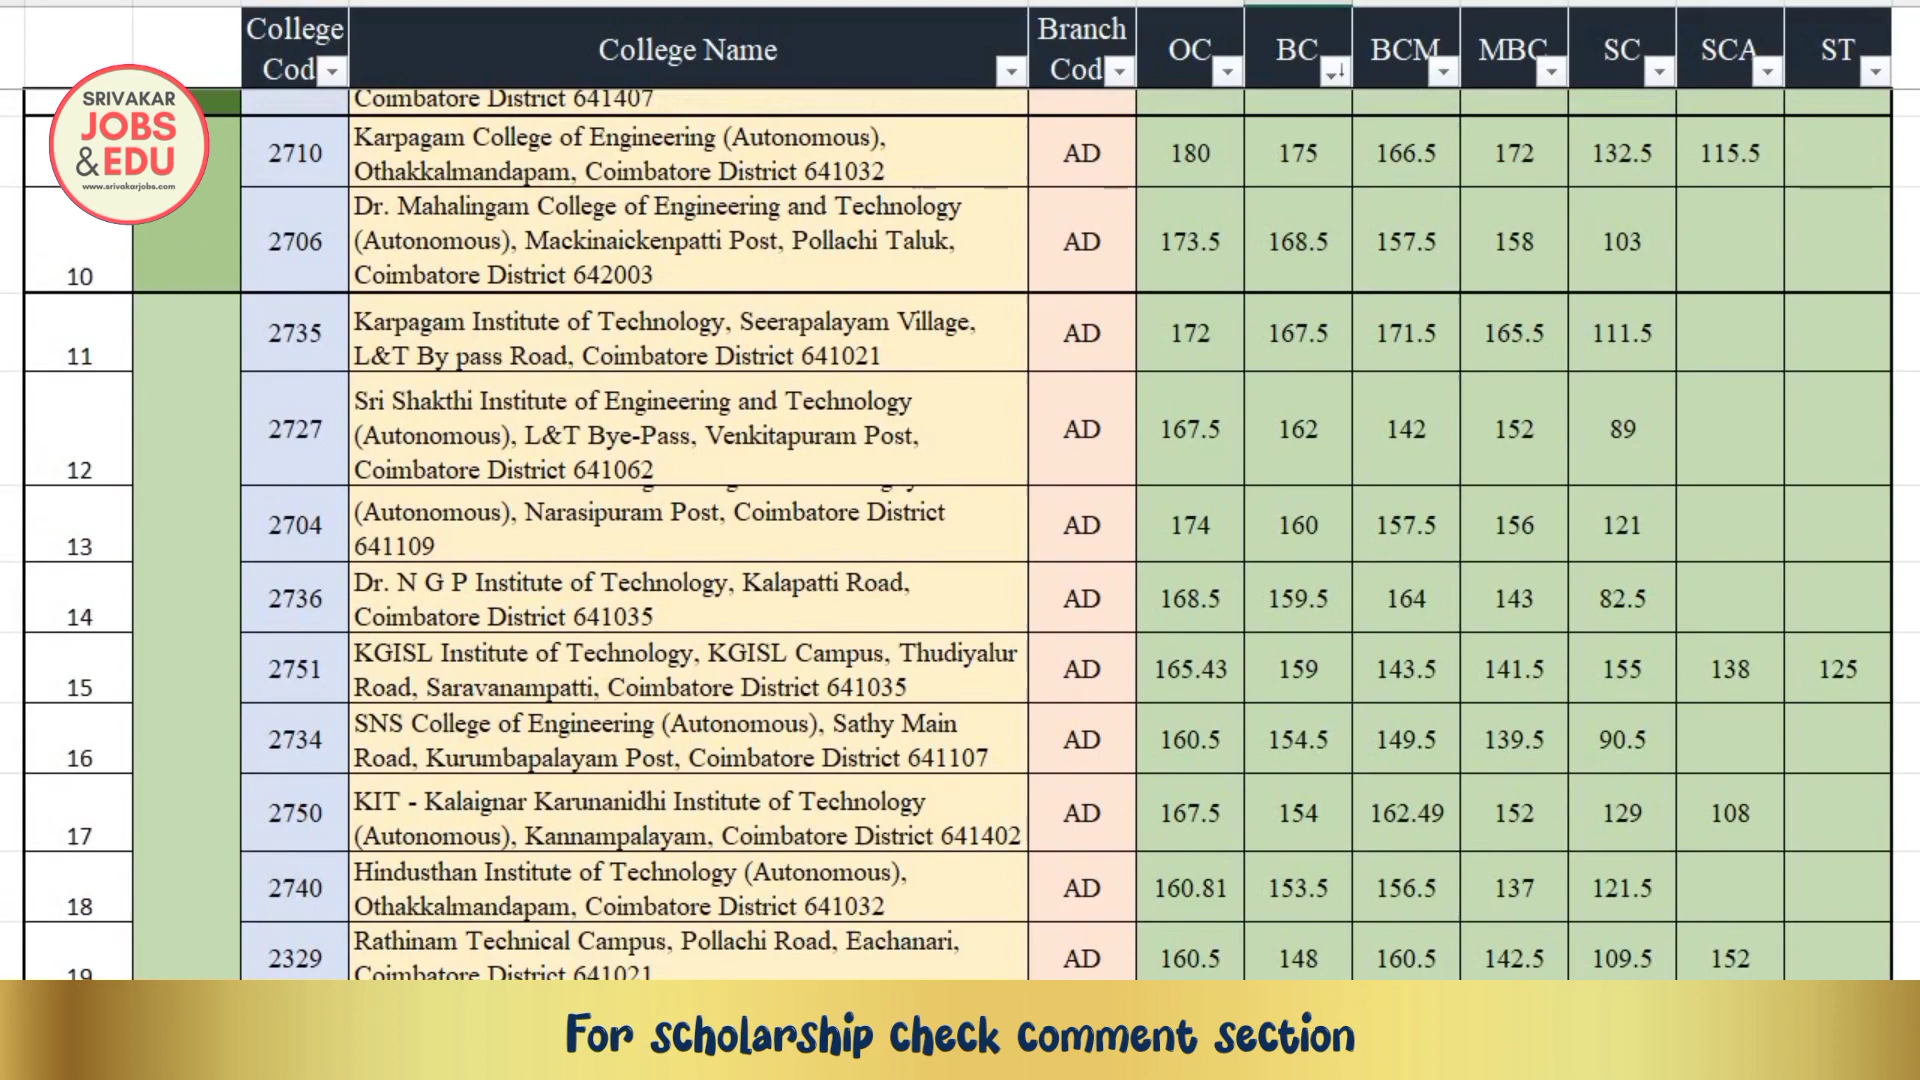 College Cod
College Name
Branch Cod
OC
BC
BCM
MBC
SC
SCA
ST
SRIVAKAR
JOBS
&EDU
www.srivakarjobs.com
Coimbatore District 641407
2710
Karpagam College of Engineering (Autonomous),
Othakkalmandapam, Coimbatore District 641032
AD 180 175 166.5 172 132.5 115.5
10
2706
Dr. Mahalingam College of Engineering and Technology
(Autonomous), Mackinaickenpatti Post, Pollachi Taluk,
Coimbatore District 642003
AD 173.5 168.5 157.5 158 103
11
2735
Karpagam Institute of Technology, Seerapalayam Village,
L&T By pass Road, Coimbatore District 641021
AD 172 167.5 171.5 165.5 111.5
12
2727
Sri Shakthi Institute of Engineering and Technology
(Autonomous), L&T Bye-Pass, Venkitapuram Post,
Coimbatore District 641062
AD 167.5 162 142 152 89
13
2704
(Autonomous), Narasipuram Post, Coimbatore District
641109
AD 174 160 157.5 156 121
14
2736
Dr. N G P Institute of Technology, Kalapatti Road,
Coimbatore District 641035
AD 168.5 159.5 164 143 82.5
15
2751
KGISL Institute of Technology, KGISL Campus, Thudiyalur
Road, Saravanampatti, Coimbatore District 641035
AD 165.43 159 143.5 141.5 155 138 125
16
2734
SNS College of Engineering (Autonomous), Sathy Main
Road, Kurumbapalayam Post, Coimbatore District 641107
AD 160.5 154.5 149.5 139.5 90.5
17
2750
KIT - Kalaignar Karunanidhi Institute of Technology
(Autonomous), Kannampalayam, Coimbatore District 641402
AD 167.5 154 162.49 152 129 108
18
2740
Hindusthan Institute of Technology (Autonomous),
Othakkalmandapam, Coimbatore District 641032
AD 160.81 153.5 156.5 137 121.5
19
2329
Rathinam Technical Campus, Pollachi Road, Eachanari,
Coimbatore District 641021
AD 160.5 148 160.5 142.5 109.5 152
For scholarship check comment section